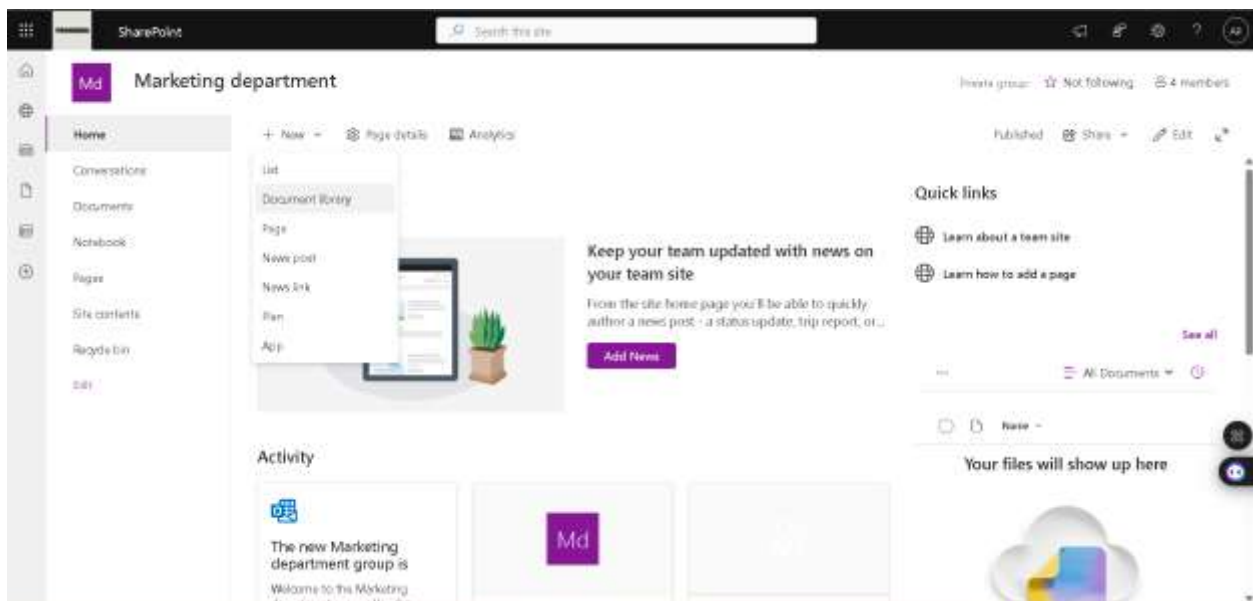 SharePoint
Search this site
?
AP
Md
Marketing department
Private group
Not following
4 members
Home
Conversations
Documents
Notebook
Pages
Site contents
Recycle bin
Edit
+ New
Page details
Analytics
Published
Share
Edit
List
Document library
Page
News post
News link
Plan
App
Keep your team updated with news on
your team site
From the site home page you'll be able to quickly
author a news post - a status update, trip report, or...
Add News
Quick links
Learn about a team site
Learn how to add a page
See all
...
All Documents
Name
Your files will show up here
Activity
The new Marketing
department group is
Welcome to the Marketing
Md